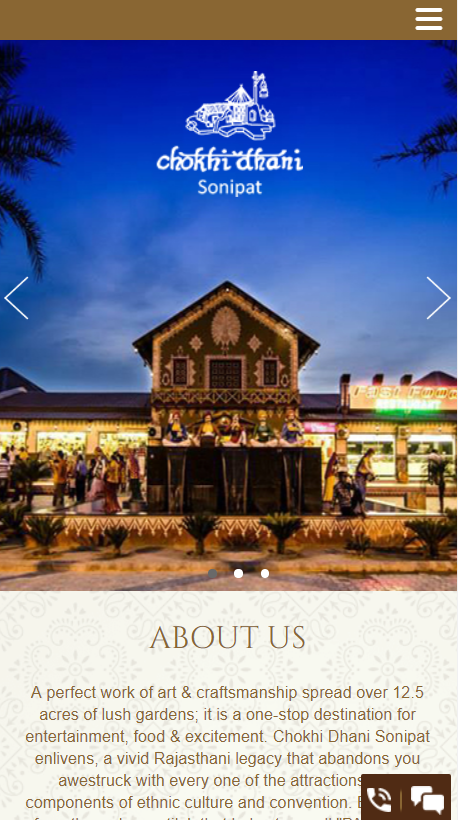 chokhi dhani
Sonipat
FAST FOOD
ABOUT US
A perfect work of art & craftsmanship spread over 12.5
acres of lush gardens; it is a one-stop destination for
entertainment, food & excitement. Chokhi Dhani Sonipat
enlivens, a vivid Rajasthani legacy that abandons you
awestruck with every one of the attractions
components of ethnic culture and convention.